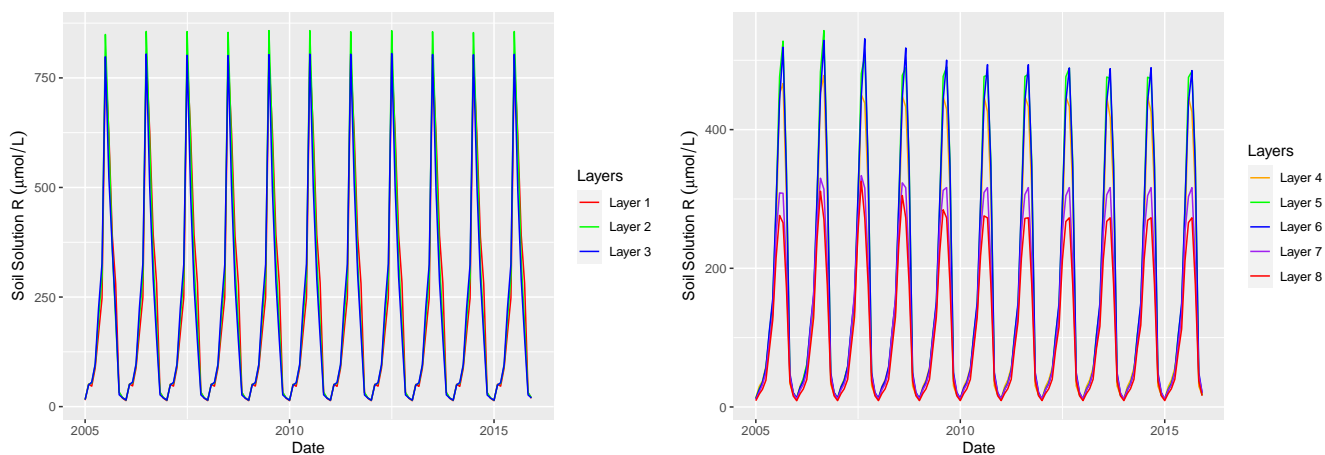 Soil Solution R (μmol/L)
750
500
250
0
2005
2010
2015
Date
Layers
Layer 1
Layer 2
Layer 3
Soil Solution R (μmol/L)
400
200
0
2005
2010
2015
Date
Layers
Layer 4
Layer 5
Layer 6
Layer 7
Layer 8